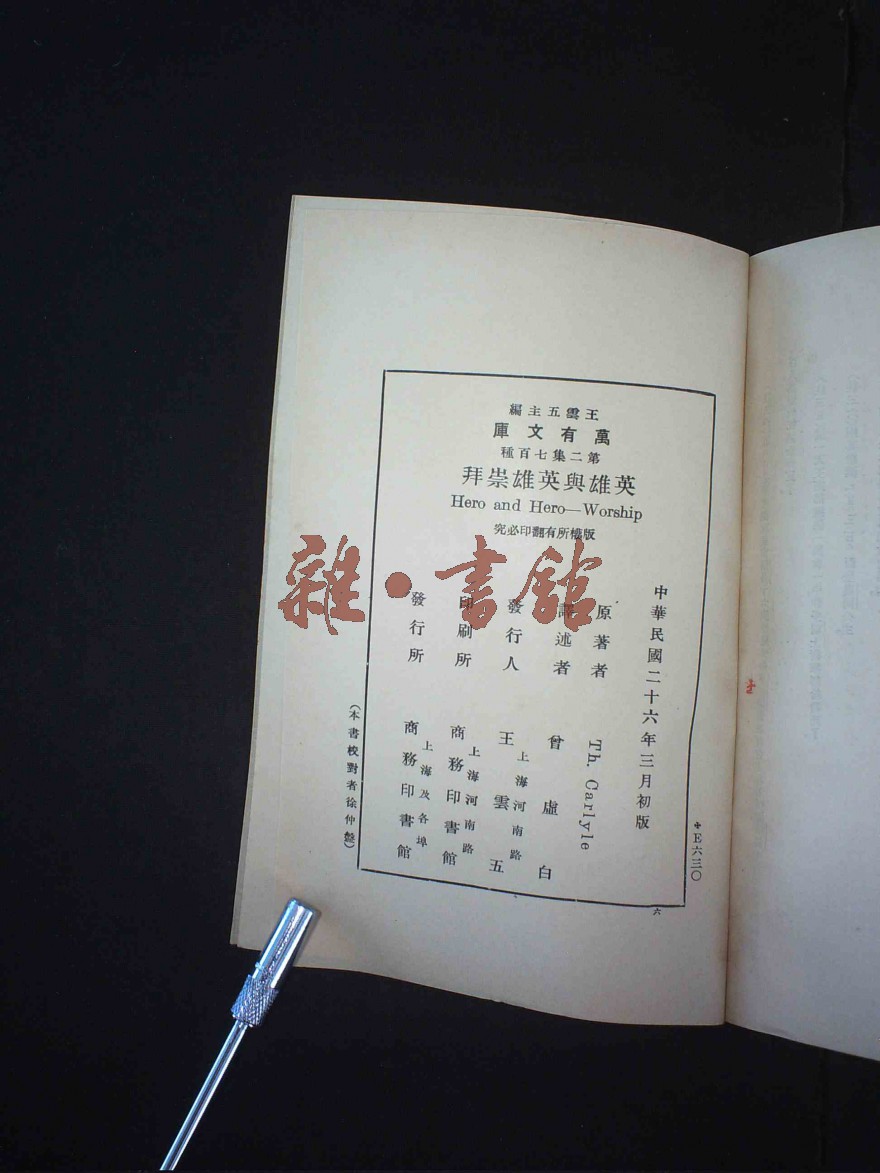 王雲五主編
萬有文庫
第二集七百種
英雄與英雄崇拜
Hero and Hero—Worship
版權所有翻印必究
中華民國二十六年三月初版
原著者 Th. Carlyle
譯述者 曾虛白
發行人 王雲五
上海河南路
印刷所 商務印書館
上海河南路
發行所 商務印書館
上海及各埠
(本書校對者徐仲盤)
E六三〇
六
雜·書館